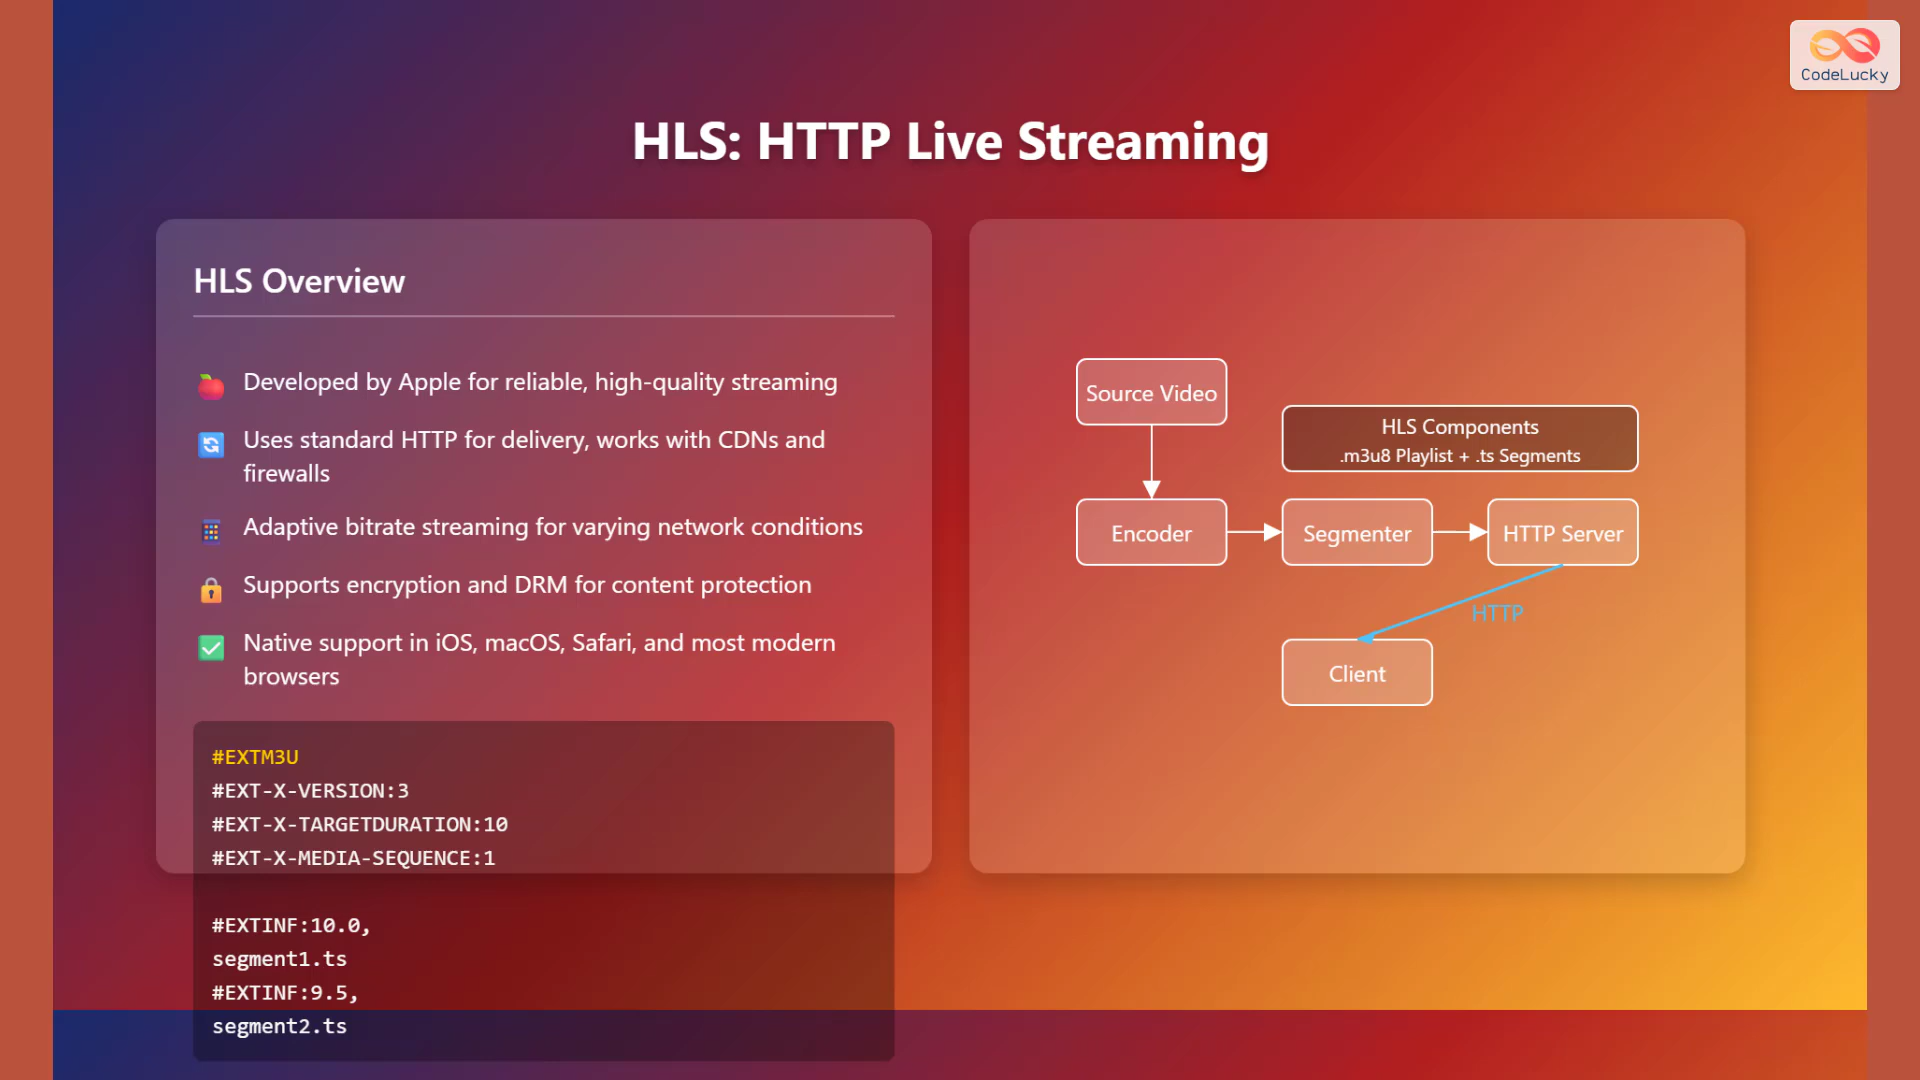 CodeLucky
HLS: HTTP Live Streaming
HLS Overview
Developed by Apple for reliable, high-quality streaming
Uses standard HTTP for delivery, works with CDNs and
firewalls
Adaptive bitrate streaming for varying network conditions
Supports encryption and DRM for content protection
Native support in iOS, macOS, Safari, and most modern
browsers
#EXTM3U
#EXT-X-VERSION:3
#EXT-X-TARGETDURATION:10
#EXT-X-MEDIA-SEQUENCE:1
#EXTINF:10.0,
segment1.ts
#EXTINF:9.5,
segment2.ts
Source Video
HLS Components
.m3u8 Playlist + .ts Segments
Encoder
Segmenter
HTTP Server
HTTP
Client